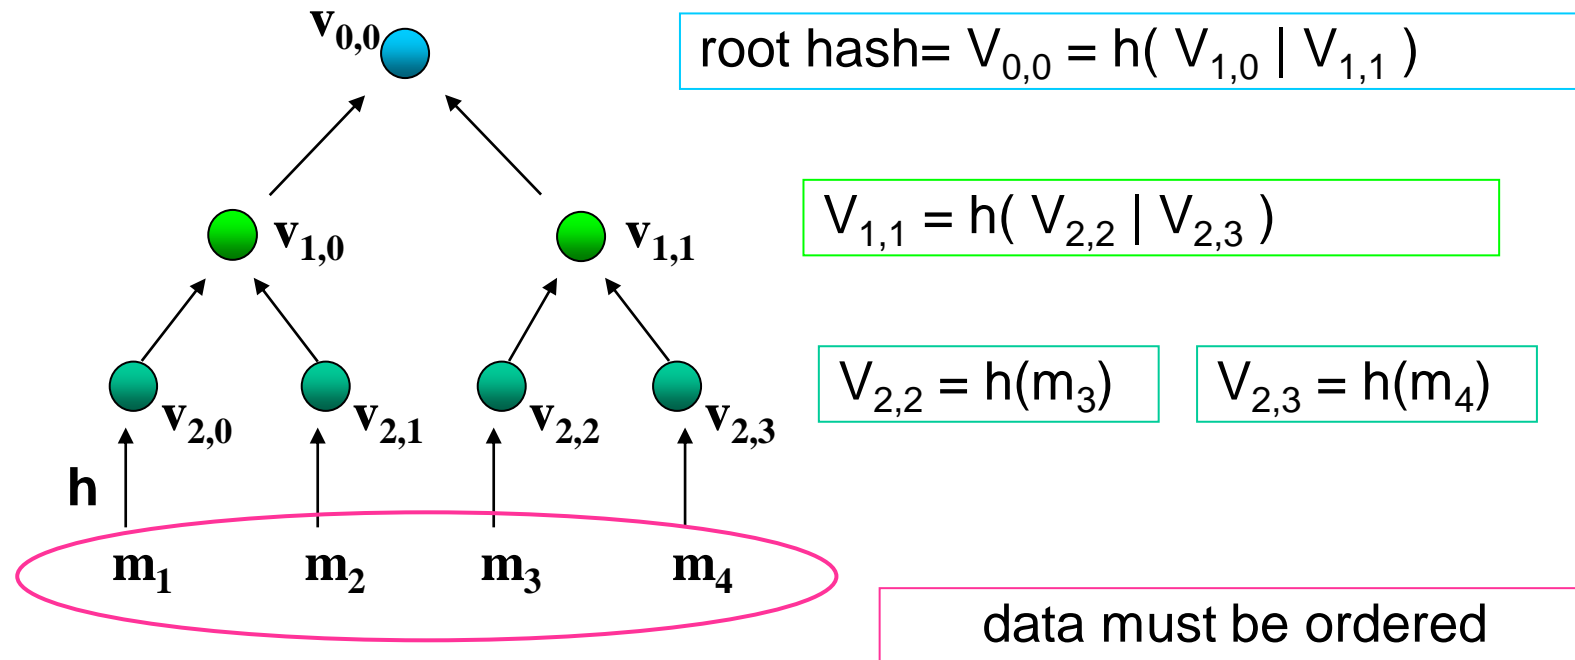 v0,0
root hash= V0,0 = h( V1,0 | V1,1 )
v1,0
v1,1
V1,1 = h( V2,2 | V2,3 )
v2,0
v2,1
v2,2
v2,3
V2,2 = h(m3)
V2,3 = h(m4)
h
m1
m2
m3
m4
data must be ordered